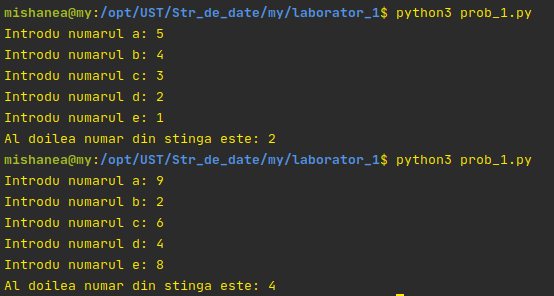 mishanea@my:/opt/UST/Str_de_date/my/laborator_1$ python3 prob_1.py
Introdu numarul a: 5
Introdu numarul b: 4
Introdu numarul c: 3
Introdu numarul d: 2
Introdu numarul e: 1
Al doilea numar din stinga este: 2
mishanea@my:/opt/UST/Str_de_date/my/laborator_1$ python3 prob_1.py
Introdu numarul a: 9
Introdu numarul b: 2
Introdu numarul c: 6
Introdu numarul d: 4
Introdu numarul e: 8
Al doilea numar din stinga este: 4